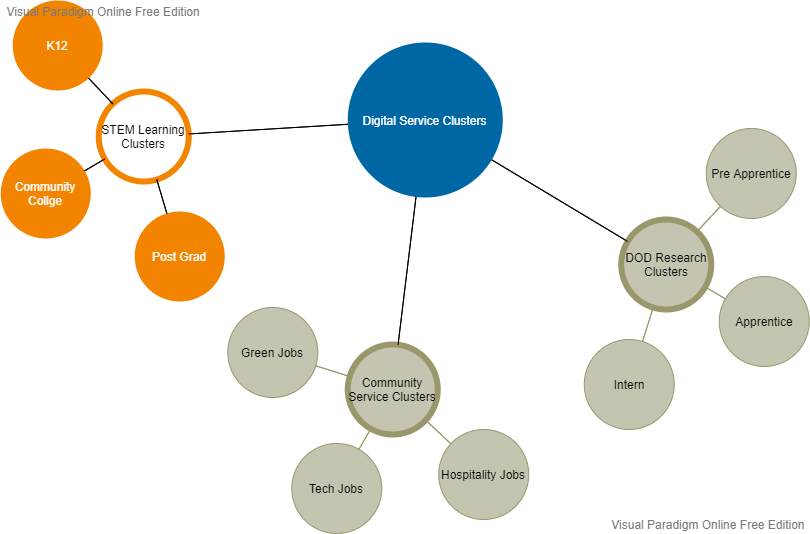 Visual Paradigm Online Free Edition
K12
Digital Service Clusters
STEM Learning
Clusters
Pre Apprentice
Community
Collge
Post Grad
DOD Research
Clusters
Apprentice
Green Jobs
Community
Service Clusters
Intern
Hospitality Jobs
Tech Jobs
Visual Paradigm Online Free Edition